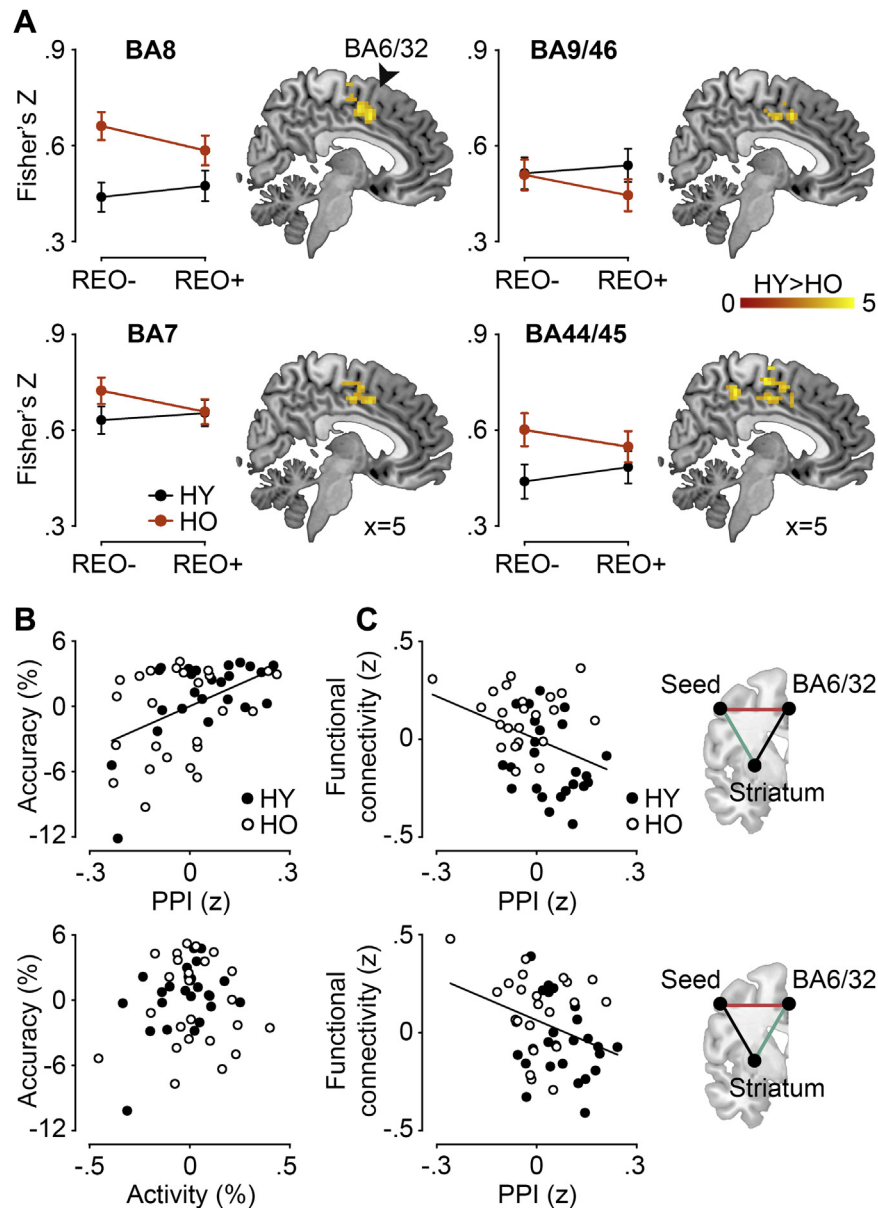 A
BA8
BA6/32
BA9/46
.9
.6
.3
Fisher's Z
REO-
REO+
.9
.6
.3
REO-
REO+
HY>HO
0
5
BA7
BA44/45
.9
.6
.3
Fisher's Z
HY
HO
REO-
REO+
x=5
.9
.6
.3
REO-
REO+
x=5
B
6
0
-6
-12
Accuracy (%)
HY
HO
-.3
0
.3
PPI (z)
C
.5
0
-.5
Functional
connectivity (z)
HY
HO
-.3
0
.3
PPI (z)
Seed
BA6/32
Striatum
6
0
-6
-12
Accuracy (%)
-.5
0
.5
Activity (%)
.5
0
-.5
Functional
connectivity (z)
-.3
0
.3
PPI (z)
Seed
BA6/32
Striatum